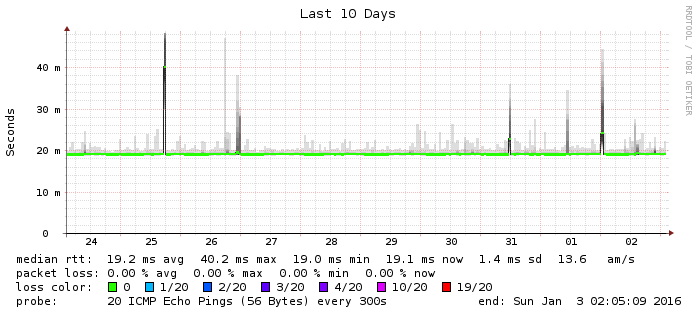 Last 10 Days
RRDTOOL / TOBI OETIKER
Seconds
40 m
30 m
20 m
10 m
0
24 25 26 27 28 29 30 31 01 02
median rtt: 19.2 ms avg 40.2 ms max 19.0 ms min 19.1 ms now 1.4 ms sd 13.6 am/s
packet loss: 0.00 % avg 0.00 % max 0.00 % min 0.00 % now
loss color: 0 1/20 2/20 3/20 4/20 10/20 19/20
probe: 20 ICMP Echo Pings (56 Bytes) every 300s end: Sun Jan 3 02:05:09 2016